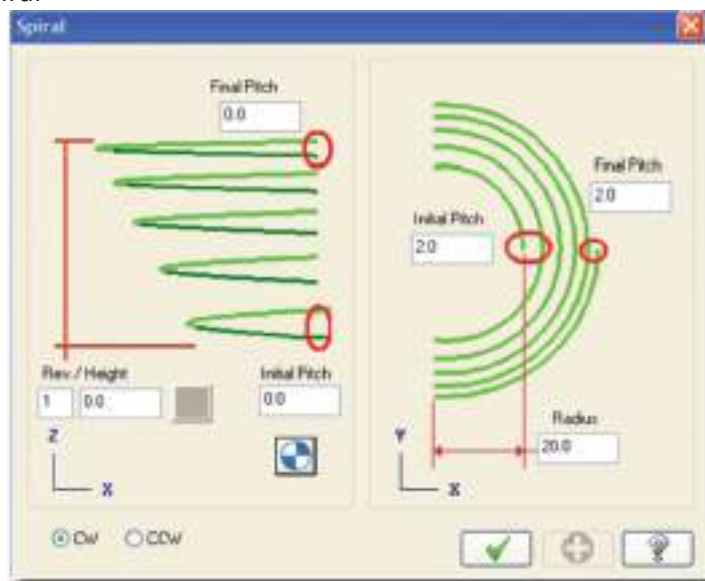 Spiral
Final Pitch
0.0
Rev. / Height
1 0.0
Initial Pitch
0.0
Z
X
Final Pitch
2.0
Initial Pitch
2.0
Radius
20.0
Y
X
CW CCW